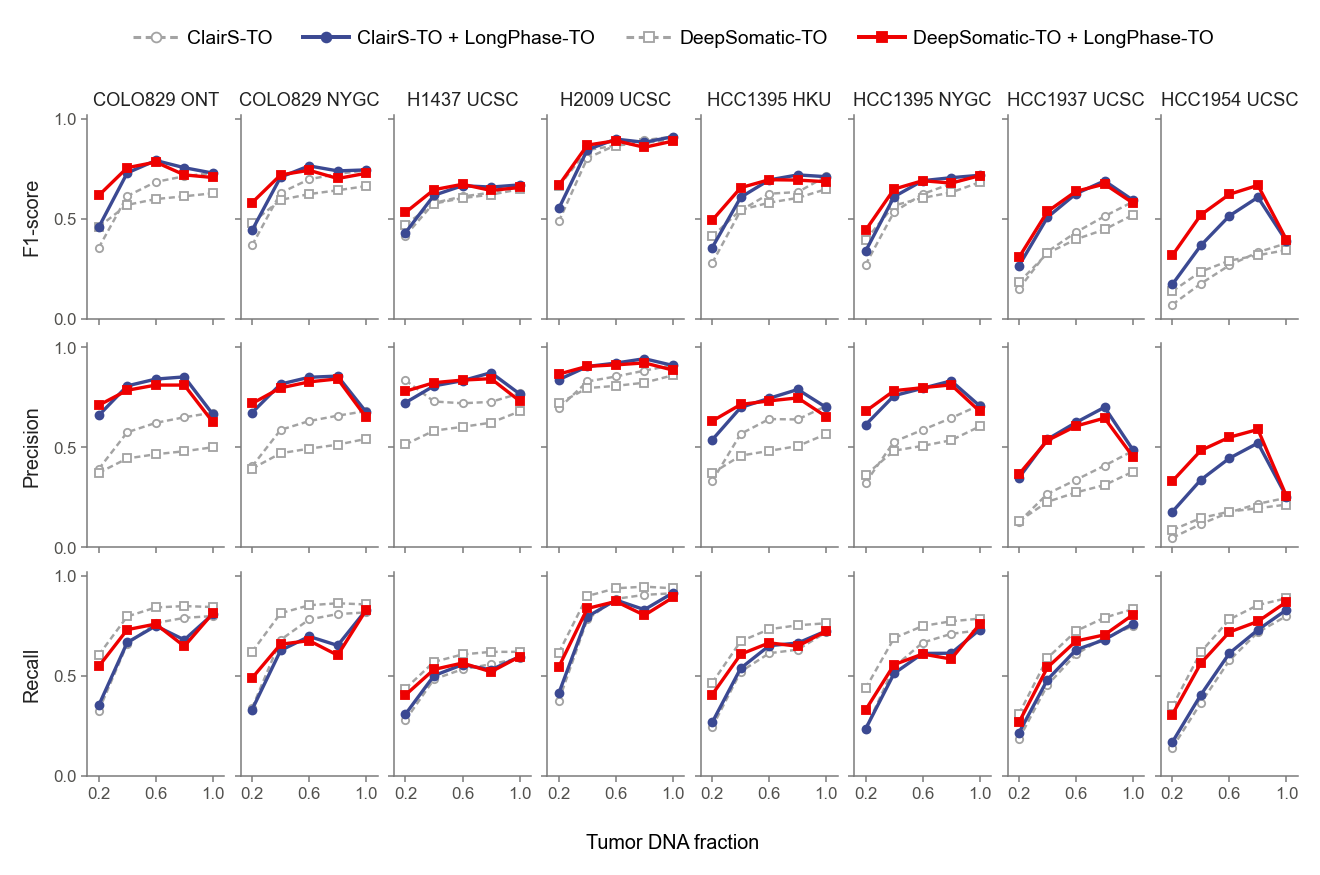 ClairS-TO ClairS-TO + LongPhase-TO DeepSomatic-TO DeepSomatic-TO + LongPhase-TO
COLO829 ONT COLO829 NYGC H1437 UCSC H2009 UCSC HCC1395 HKU HCC1395 NYGC HCC1937 UCSC HCC1954 UCSC
1.0
F1-score
0.5
0.0
1.0
Precision
0.5
0.0
1.0
Recall
0.5
0.0
0.2 0.6 1.0 0.2 0.6 1.0 0.2 0.6 1.0 0.2 0.6 1.0 0.2 0.6 1.0 0.2 0.6 1.0 0.2 0.6 1.0 0.2 0.6 1.0
Tumor DNA fraction